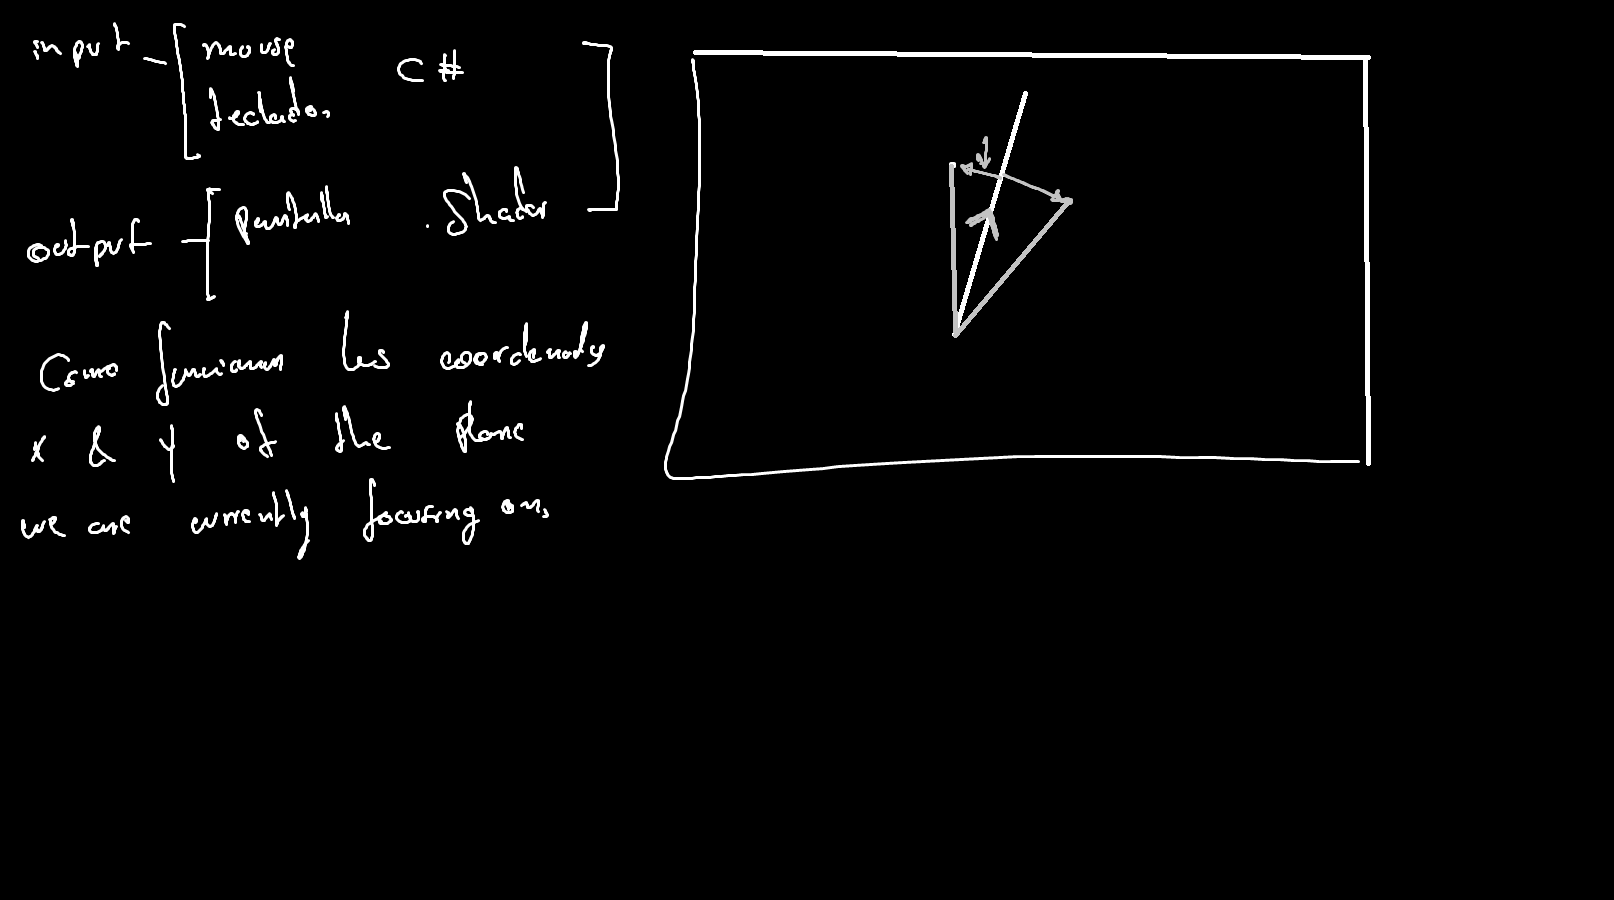 input mouse C#
teclado.
output pantalla . Shader
Como funcionan las coordenadas
x & y of the plane
we are currently focusing on.